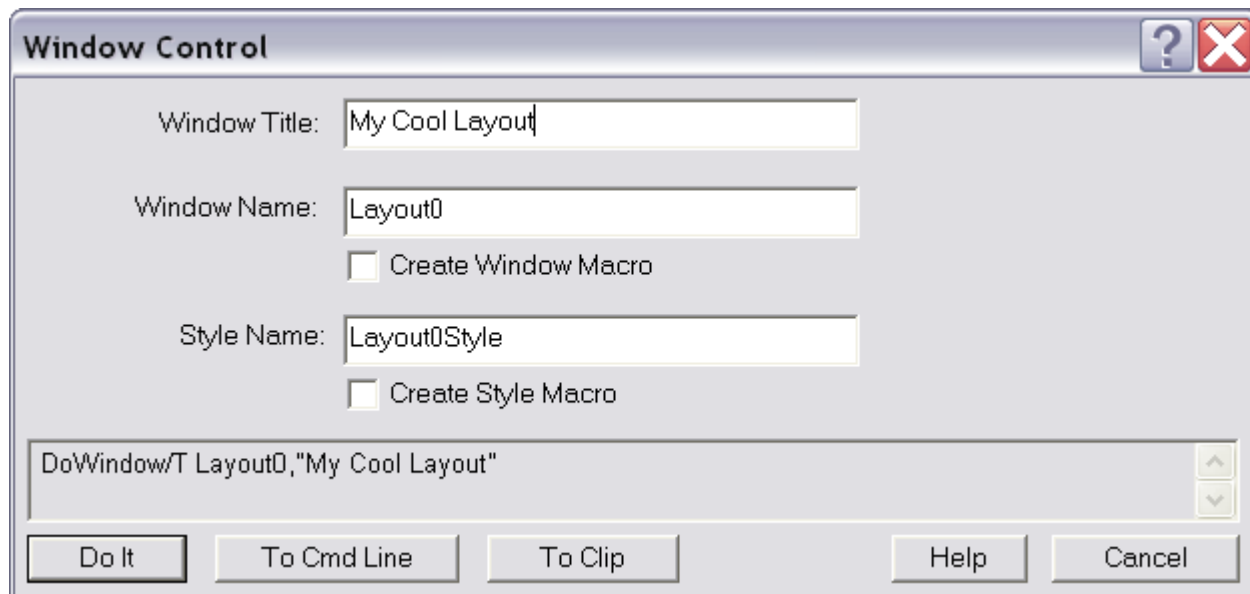 Window Control
Window Title: My Cool Layout
Window Name: Layout0
Create Window Macro
Style Name: Layout0Style
Create Style Macro
DoWindow/T Layout0,"My Cool Layout"
Do It To Cmd Line To Clip Help Cancel